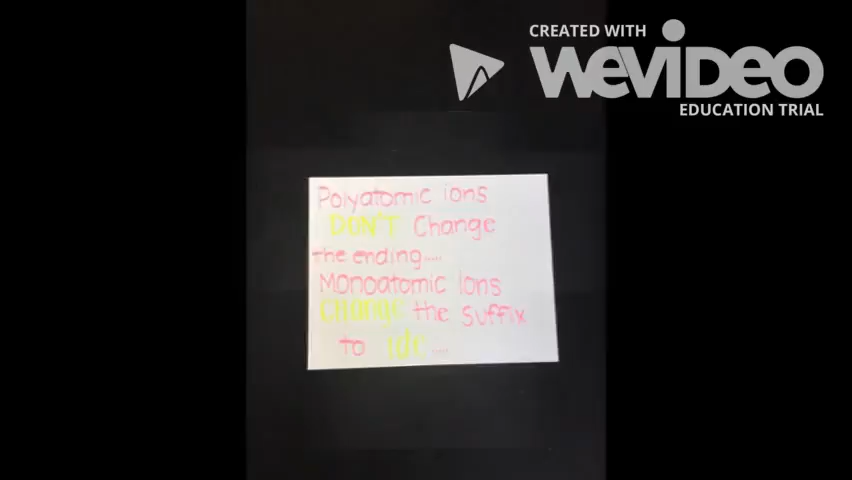 CREATED WITH
WEVIDEO
EDUCATION TRIAL
Polyatomic ions
DON'T Change
the ending....
Monoatomic Ions
change the suffix
to ide...